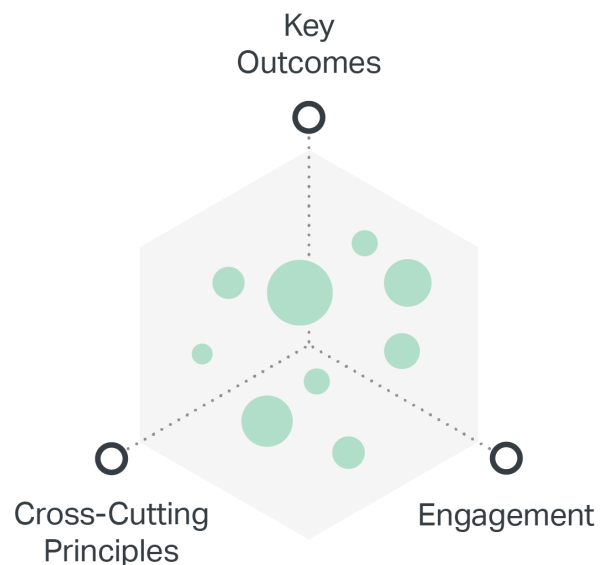 Key
Outcomes
Cross-Cutting
Principles
Engagement